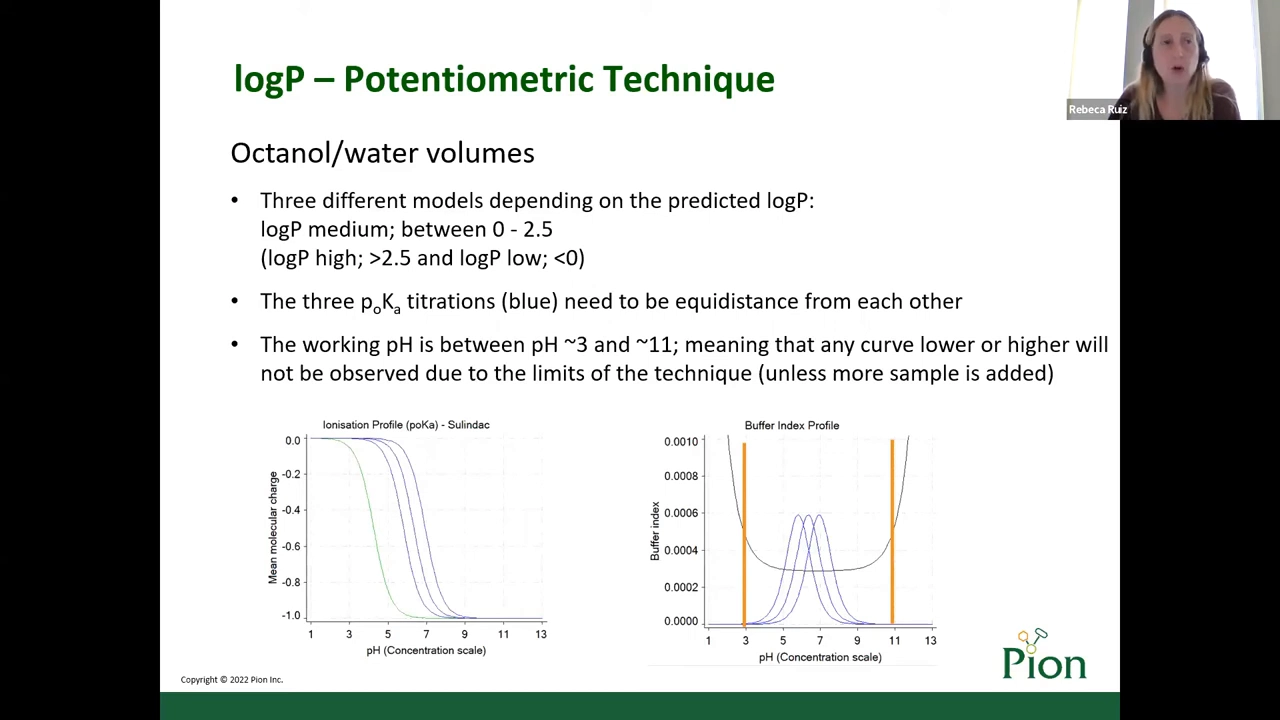 logP – Potentiometric Technique
Rebeca Ruiz
Octanol/water volumes
• Three different models depending on the predicted logP:
logP medium; between 0 - 2.5
(logP high; >2.5 and logP low; <0)
• The three poKa titrations (blue) need to be equidistance from each other
• The working pH is between pH ~3 and ~11; meaning that any curve lower or higher will
not be observed due to the limits of the technique (unless more sample is added)
Ionisation Profile (poKa) - Sulindac
Mean molecular charge
0.0
-0.2
-0.4
-0.6
-0.8
-1.0
1 3 5 7 9 11 13
pH (Concentration scale)
Buffer Index Profile
Buffer index
0.0010
0.0008
0.0006
0.0004
0.0002
0.0000
1 3 5 7 9 11 13
pH (Concentration scale)
Pion
Copyright © 2022 Pion Inc.